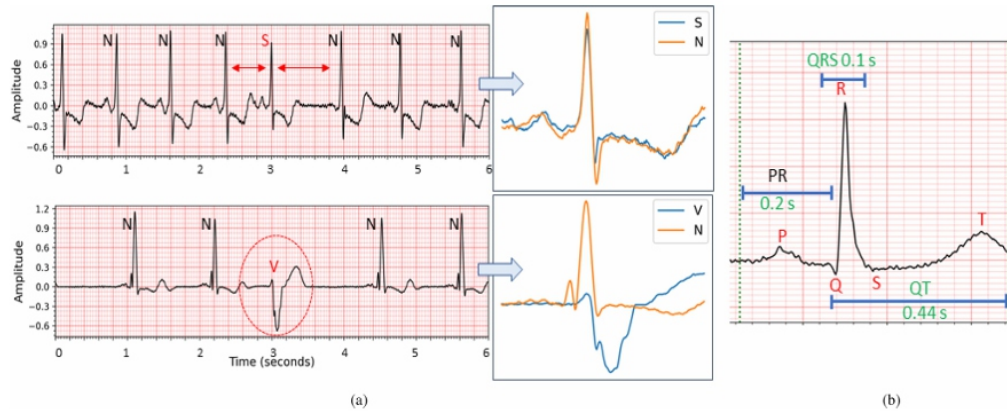 N N N N S N N N
Amplitude
0.9
0.6
0.3
0.0
−0.3
−0.6
0 1 2 3 4 5 6
S
N
N N V N N
Amplitude
1.2
0.9
0.6
0.3
0.0
−0.3
−0.6
0 1 2 3 4 5 6
Time (seconds)
V
N
(a)
QRS 0.1 s
R
PR
0.2 s
P
T
Q S
QT
0.44 s
(b)